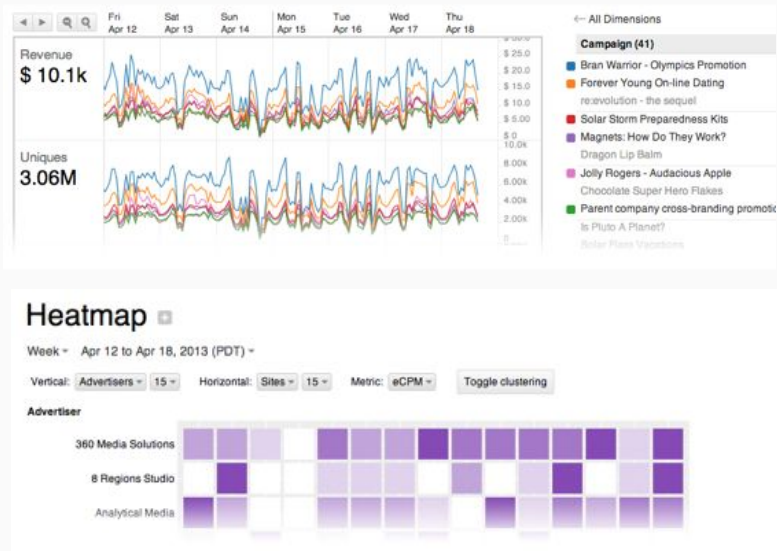 Fri Sat Sun Mon Tue Wed Thu
Apr 12 Apr 13 Apr 14 Apr 15 Apr 16 Apr 17 Apr 18
Revenue
$ 10.1k
$ 25.0
$ 20.0
$ 15.0
$ 10.0
$ 5.00
$ 0
Uniques
3.06M
10.0k
8.00k
6.00k
4.00k
2.00k
0
← All Dimensions
Campaign (41)
Bran Warrior - Olympics Promotion
Forever Young On-line Dating
re:evolution - the sequel
Solar Storm Preparedness Kits
Magnets: How Do They Work?
Dragon Lip Balm
Jolly Rogers - Audacious Apple
Chocolate Super Hero Flakes
Parent company cross-branding promotic
Is Pluto A Planet?
Solar Flare Vacations
Heatmap
Week Apr 12 to Apr 18, 2013 (PDT)
Vertical: Advertisers 15 Horizontal: Sites 15 Metric: eCPM Toggle clustering
Advertiser
360 Media Solutions
8 Regions Studio
Analytical Media